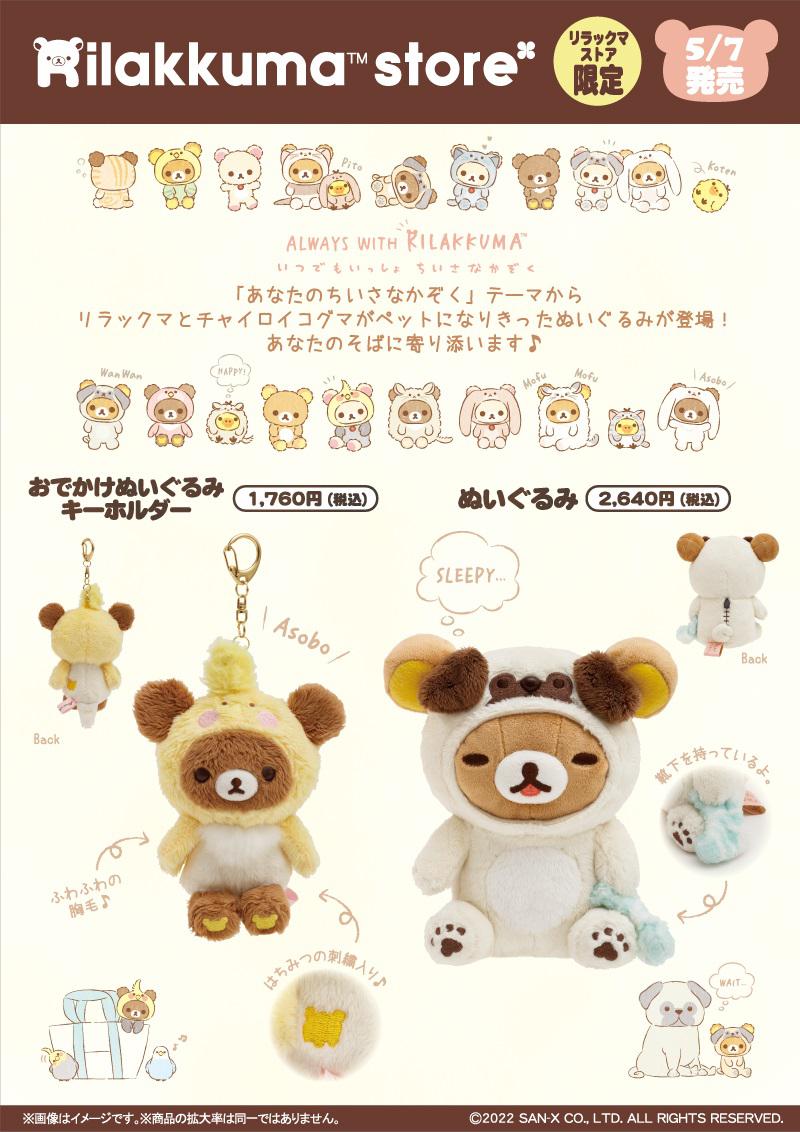 Rilakkuma™ store
リラックマ
ストア
限定
5/7
発売
Pito
Koten
ALWAYS WITH RILAKKUMA™
いつでもいっしょ ちいさなかぞく
「あなたのちいさなかぞく」テーマから
リラックマとチャイロイコグマがペットになりきったぬいぐるみが登場！
あなたのそばに寄り添います♪
WanWan
HAPPY!
Mofu Mofu
Asobo
おでかけぬいぐるみ
キーホルダー
1,760円（税込）
ぬいぐるみ 2,640円（税込）
SLEEPY...
Asobo
Back
Back
靴下を持っているよ。
ふわふわの
胸毛♪
はちみつの刺繍入り♪
WAIT...
※画像はイメージです。※商品の拡大率は同一ではありません。
©2022 SAN-X CO., LTD. ALL RIGHTS RESERVED.